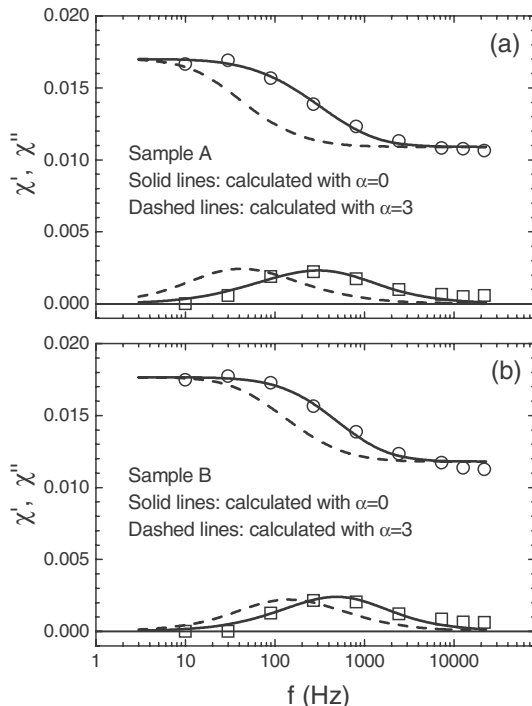 (a)
0.020
0.015
0.010
0.005
0.000
χ', χ"
Sample A
Solid lines: calculated with α=0
Dashed lines: calculated with α=3
(b)
0.020
0.015
0.010
0.005
0.000
χ', χ"
Sample B
Solid lines: calculated with α=0
Dashed lines: calculated with α=3
1 10 100 1000 10000
f (Hz)